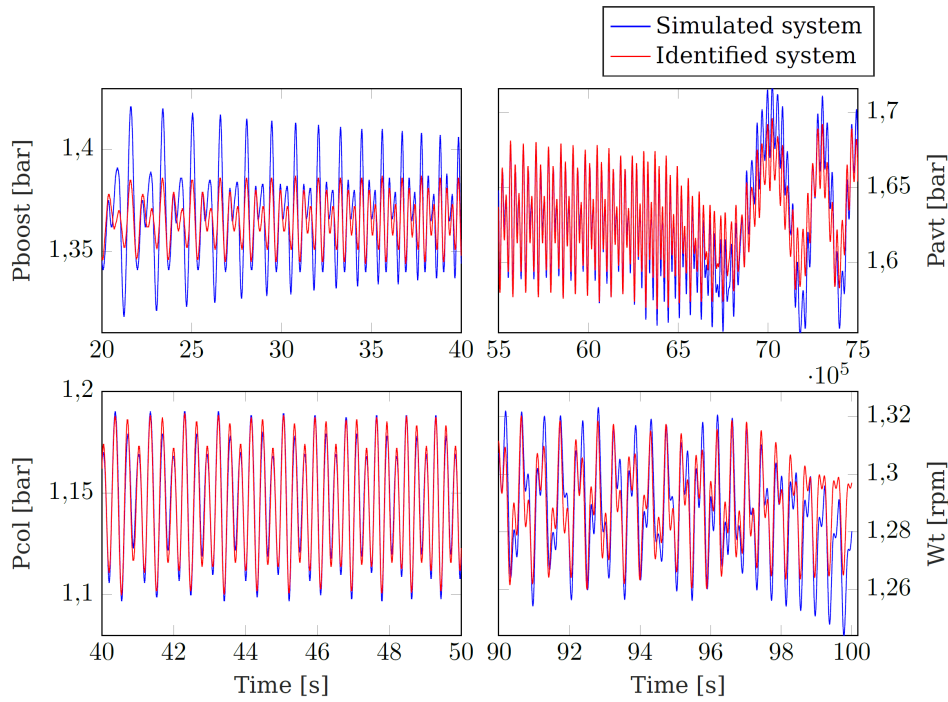 Simulated system
Identified system
Pboost [bar]
1,4
1,35
20 25 30 35 40
1,7
1,65
1,6
Pavt [bar]
55 60 65 70 75
·10⁵
Pcol [bar]
1,2
1,15
1,1
40 42 44 46 48 50
Time [s]
1,32
1,3
1,28
1,26
Wt [rpm]
90 92 94 96 98 100
Time [s]